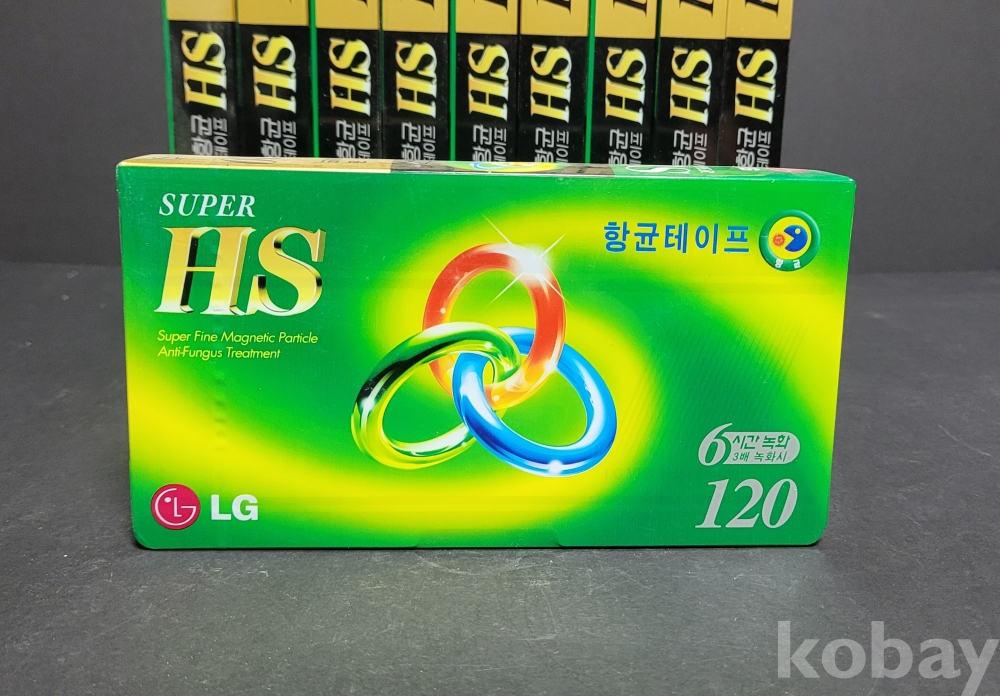 HS
HS
HS
HS
HS
HS
HS
HS
HS
항균
테이프
항균
테이프
항균
테이프
항균
테이프
항균
테이프
항균
테이프
항균
테이프
항균
테이프
항균
테이프
SUPER
HS
Super Fine Magnetic Particle
Anti-Fungus Treatment
항균테이프
항균
6시간 녹화
3배 녹화시
120
LG
kobay